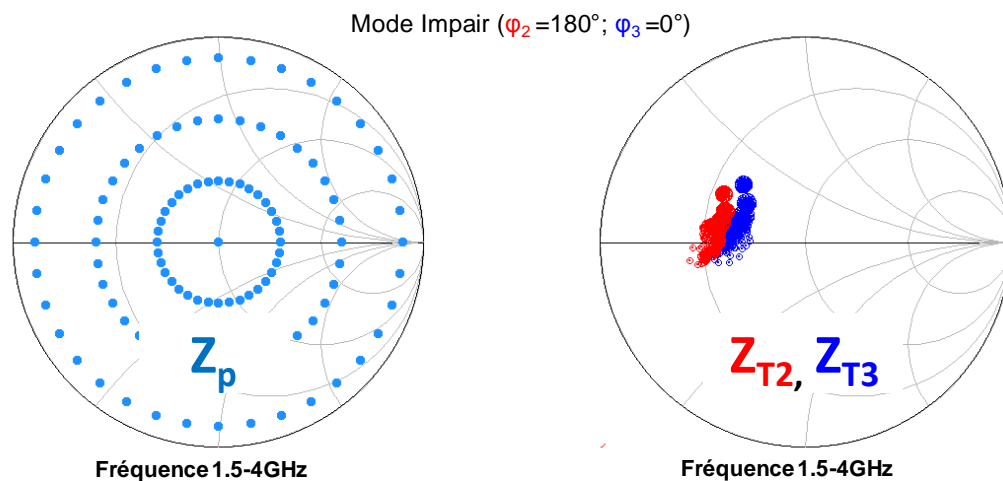 Mode Impair (φ2 =180°; φ3 =0°)
Zp
ZT2, ZT3
Fréquence 1.5-4GHz
Fréquence 1.5-4GHz